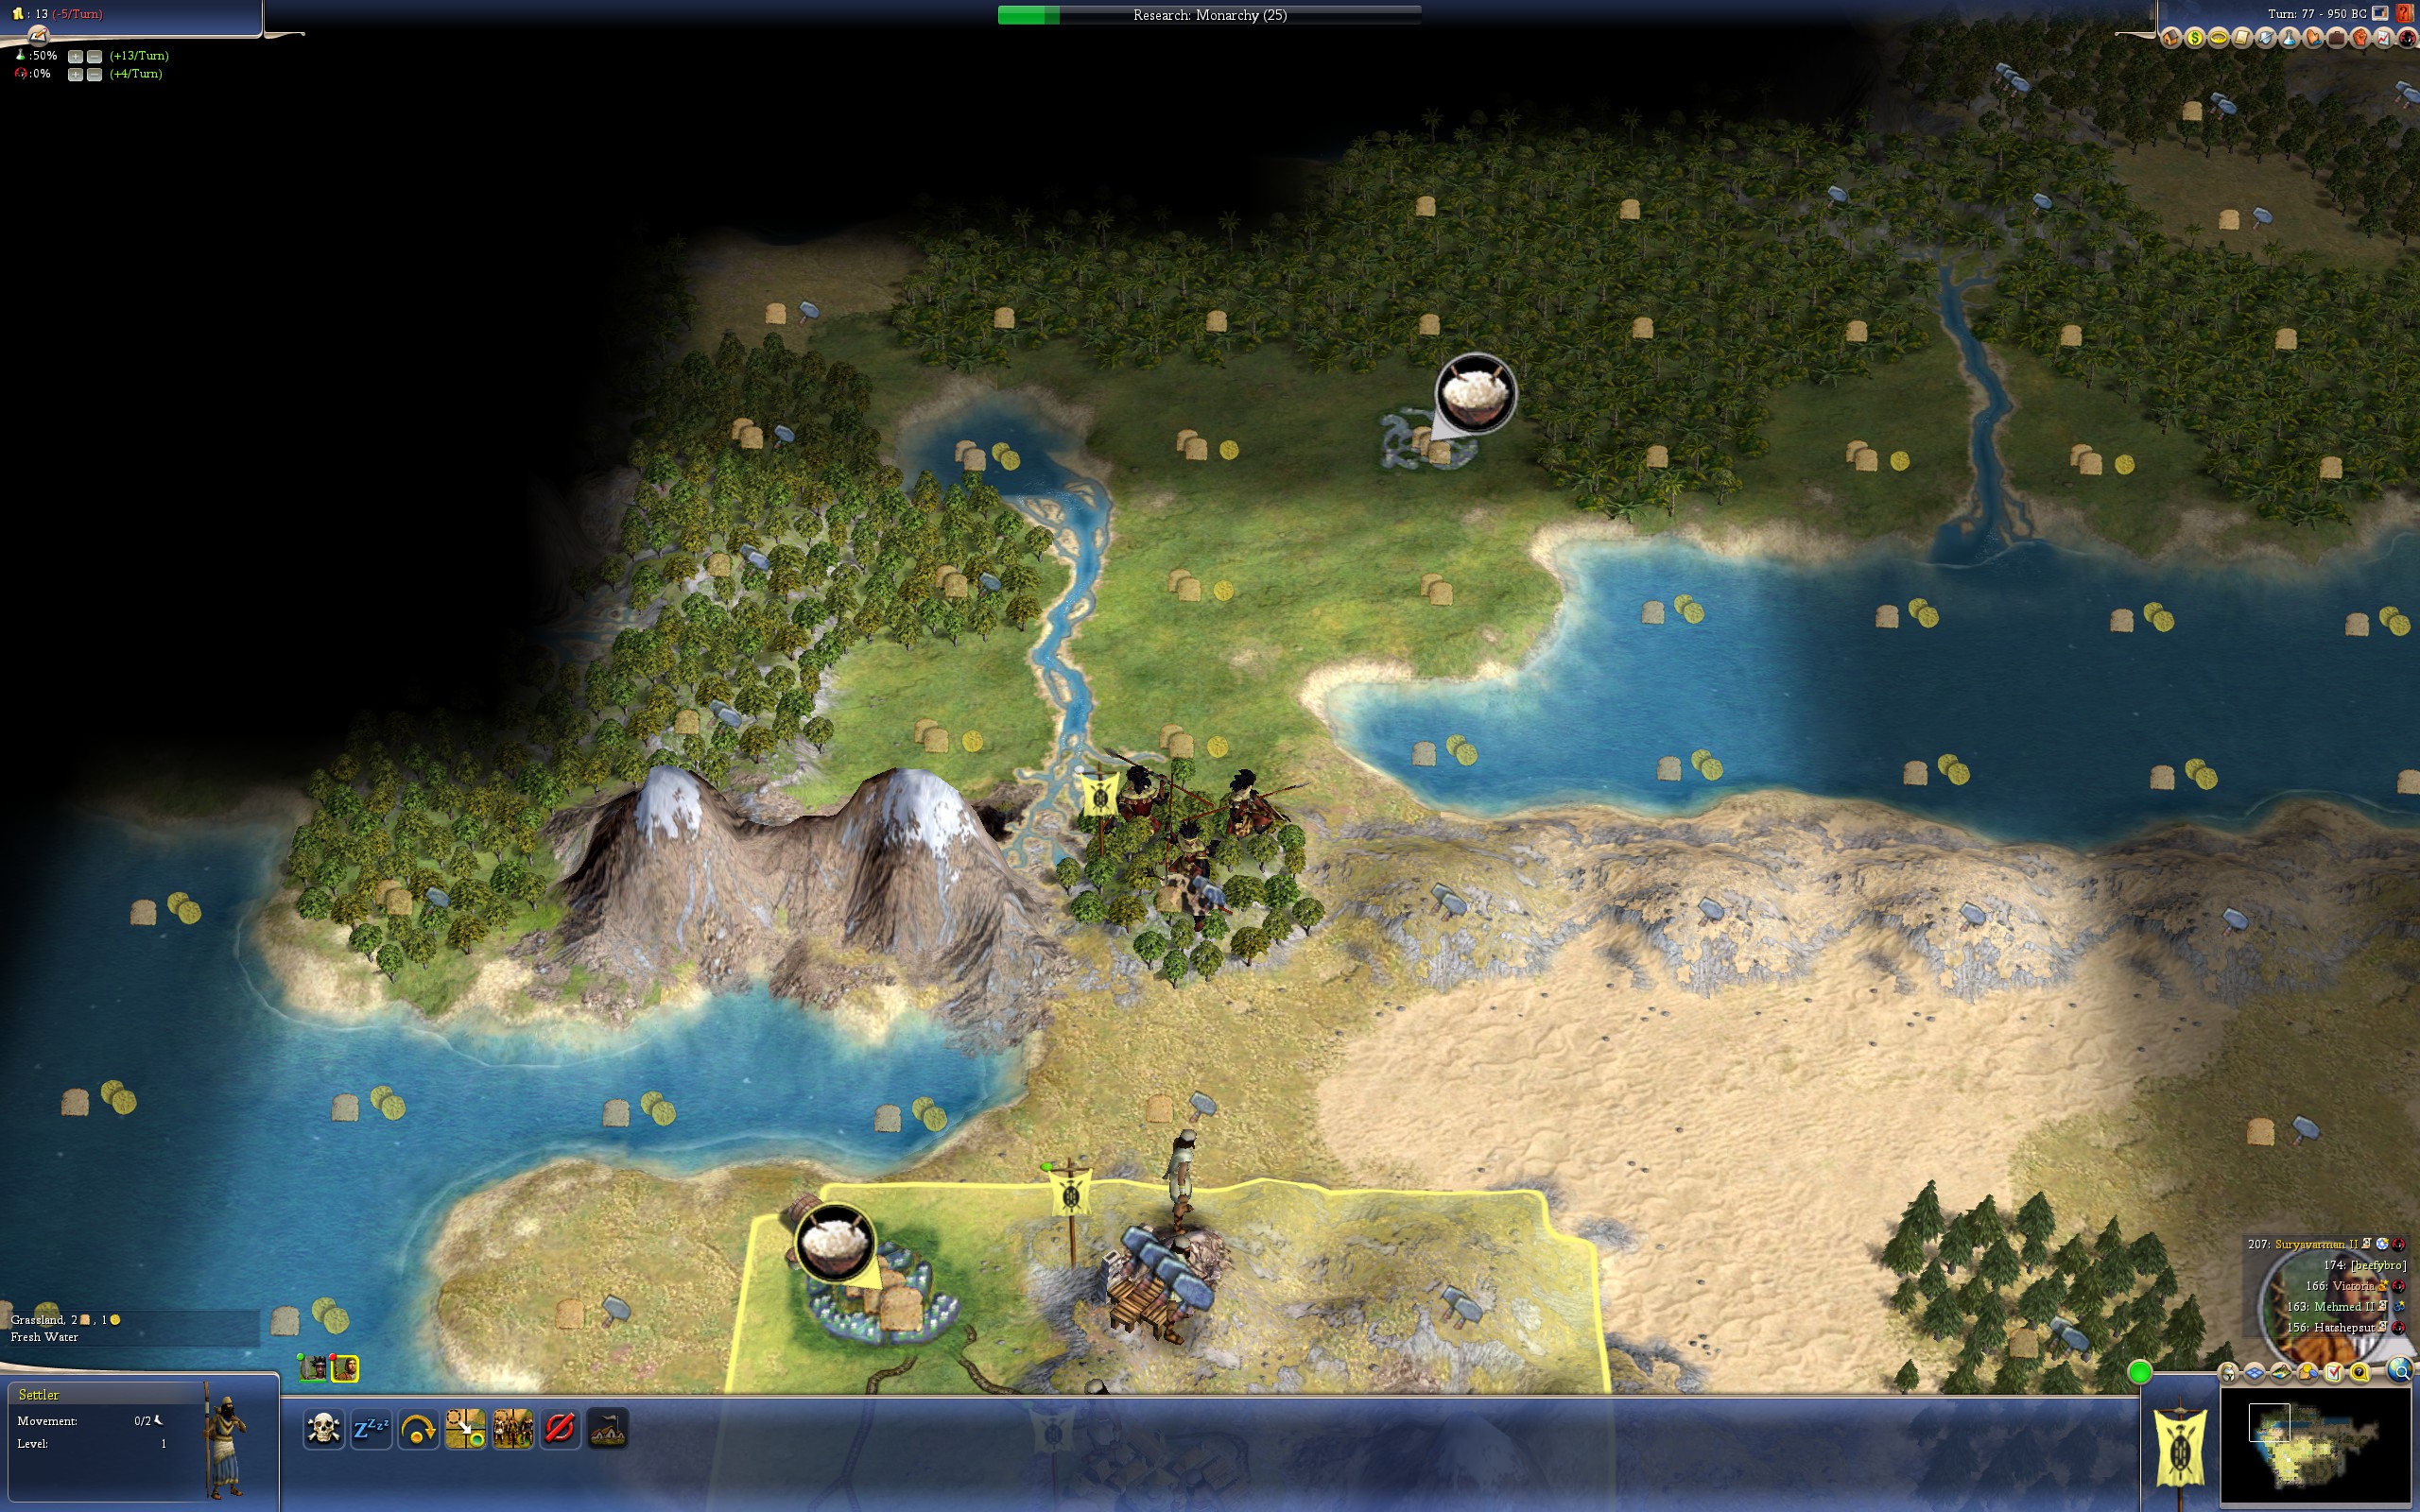 : 13 (-5/Turn)
Research: Monarchy (25)
Turn: 77 - 950 BC
:50% (+13/Turn)
:0% (+4/Turn)
207: Suryavarman II
174: [beefybro]
166: Victoria
163: Mehmed II
156: Hatshepsut
Grassland, 2 , 1
Fresh Water
Settler
Movement: 0/2
Level: 1
zZzzz